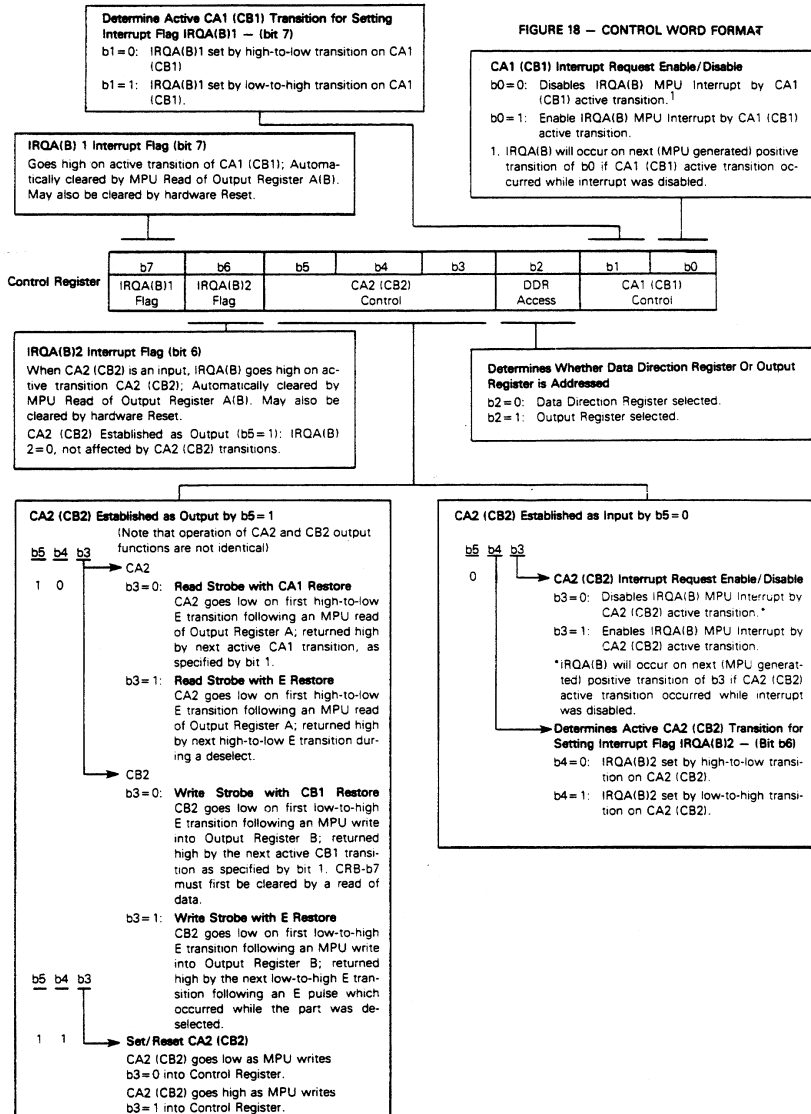 Determine Active CA1 (CB1) Transition for Setting
Interrupt Flag IRQA(B)1 — (bit 7)
b1=0: IRQA(B)1 set by high-to-low transition on CA1
(CB1)
b1=1: IRQA(B)1 set by low-to-high transition on CA1
(CB1).
FIGURE 18 — CONTROL WORD FORMAT
CA1 (CB1) Interrupt Request Enable/Disable
b0=0: Disables IRQA(B) MPU Interrupt by CA1
(CB1) active transition.1
b0=1: Enable IRQA(B) MPU Interrupt by CA1 (CB1)
active transition.
1. IRQA(B) will occur on next (MPU generated) positive
transition of b0 if CA1 (CB1) active transition oc-
curred while interrupt was disabled.
IRQA(B) 1 Interrupt Flag (bit 7)
Goes high on active transition of CA1 (CB1); Automa-
tically cleared by MPU Read of Output Register A(B).
May also be cleared by hardware Reset.
b7 b6 b5 b4 b3 b2 b1 b0
Control Register
IRQA(B)1 IRQA(B)2 CA2 (CB2) DDR CA1 (CB1)
Flag Flag Control Access Control
IRQA(B)2 Interrupt Flag (bit 6)
When CA2 (CB2) is an input, IRQA(B) goes high on ac-
tive transition CA2 (CB2); Automatically cleared by
MPU Read of Output Register A(B). May also be
cleared by hardware Reset.
CA2 (CB2) Established as Output (b5=1): IRQA(B)
2=0, not affected by CA2 (CB2) transitions.
Determines Whether Data Direction Register Or Output
Register is Addressed
b2=0: Data Direction Register selected.
b2=1: Output Register selected.
CA2 (CB2) Established as Output by b5=1
(Note that operation of CA2 and CB2 output
functions are not identical)
b5 b4 b3
CA2
1 0
b3=0: Read Strobe with CA1 Restore
CA2 goes low on first high-to-low
E transition following an MPU read
of Output Register A; returned high
by next active CA1 transition, as
specified by bit 1.
b3=1: Read Strobe with E Restore
CA2 goes low on first high-to-low
E transition following an MPU read
of Output Register A; returned high
by next high-to-low E transition dur-
ing a deselect.
CB2
b3=0: Write Strobe with CB1 Restore
CB2 goes low on first low-to-high
E transition following an MPU write
into Output Register B; returned
high by the next active CB1 transi-
tion as specified by bit 1. CRB-b7
must first be cleared by a read of
data.
b3=1: Write Strobe with E Restore
CB2 goes low on first low-to-high
E transition following an MPU write
into Output Register B; returned
high by the next low-to-high E tran-
sition following an E pulse which
occurred while the part was de-
selected.
b5 b4 b3
1 1
Set/Reset CA2 (CB2)
CA2 (CB2) goes low as MPU writes
b3=0 into Control Register.
CA2 (CB2) goes high as MPU writes
b3=1 into Control Register.
CA2 (CB2) Established as Input by b5=0
b5 b4 b3
0
CA2 (CB2) Interrupt Request Enable/Disable
b3=0: Disables IRQA(B) MPU Interrupt by
CA2 (CB2) active transition.*
b3=1: Enables IRQA(B) MPU Interrupt by
CA2 (CB2) active transition.
*IRQA(B) will occur on next (MPU genera-
ted) positive transition of b3 if CA2 (CB2)
active transition occurred while interrupt
was disabled.
Determines Active CA2 (CB2) Transition for
Setting Interrupt Flag IRQA(B)2 — (Bit b6)
b4=0: IRQA(B)2 set by high-to-low transi-
tion on CA2 (CB2).
b4=1: IRQA(B)2 set by low-to-high transi-
tion on CA2 (CB2).